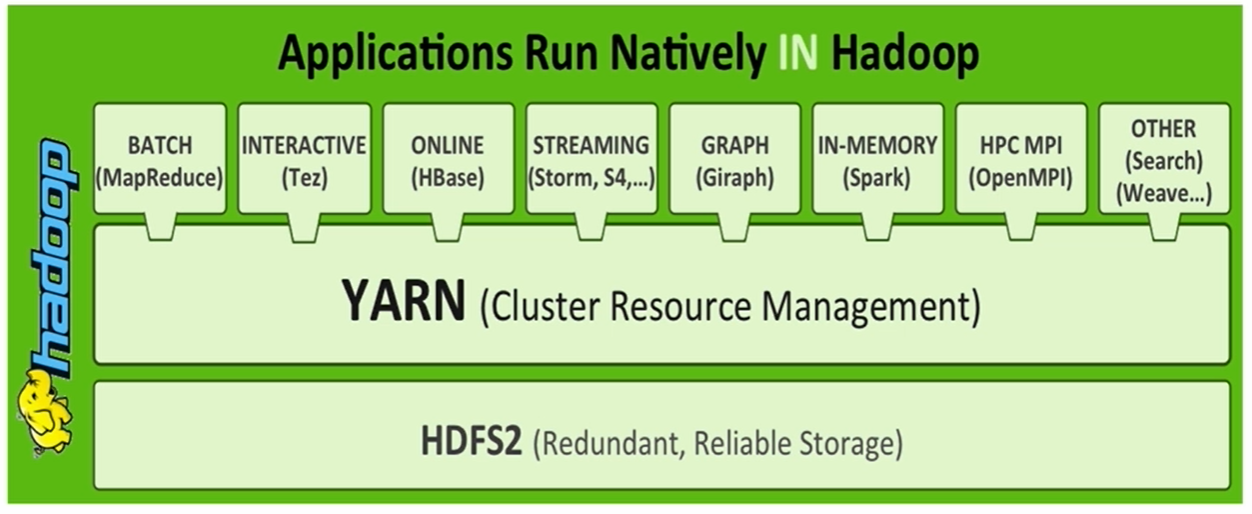 Applications Run Natively IN Hadoop
BATCH
(MapReduce)
INTERACTIVE
(Tez)
ONLINE
(HBase)
STREAMING
(Storm, S4,...)
GRAPH
(Giraph)
IN-MEMORY
(Spark)
HPC MPI
(OpenMPI)
OTHER
(Search)
(Weave...)
hadoop
YARN (Cluster Resource Management)
HDFS2 (Redundant, Reliable Storage)